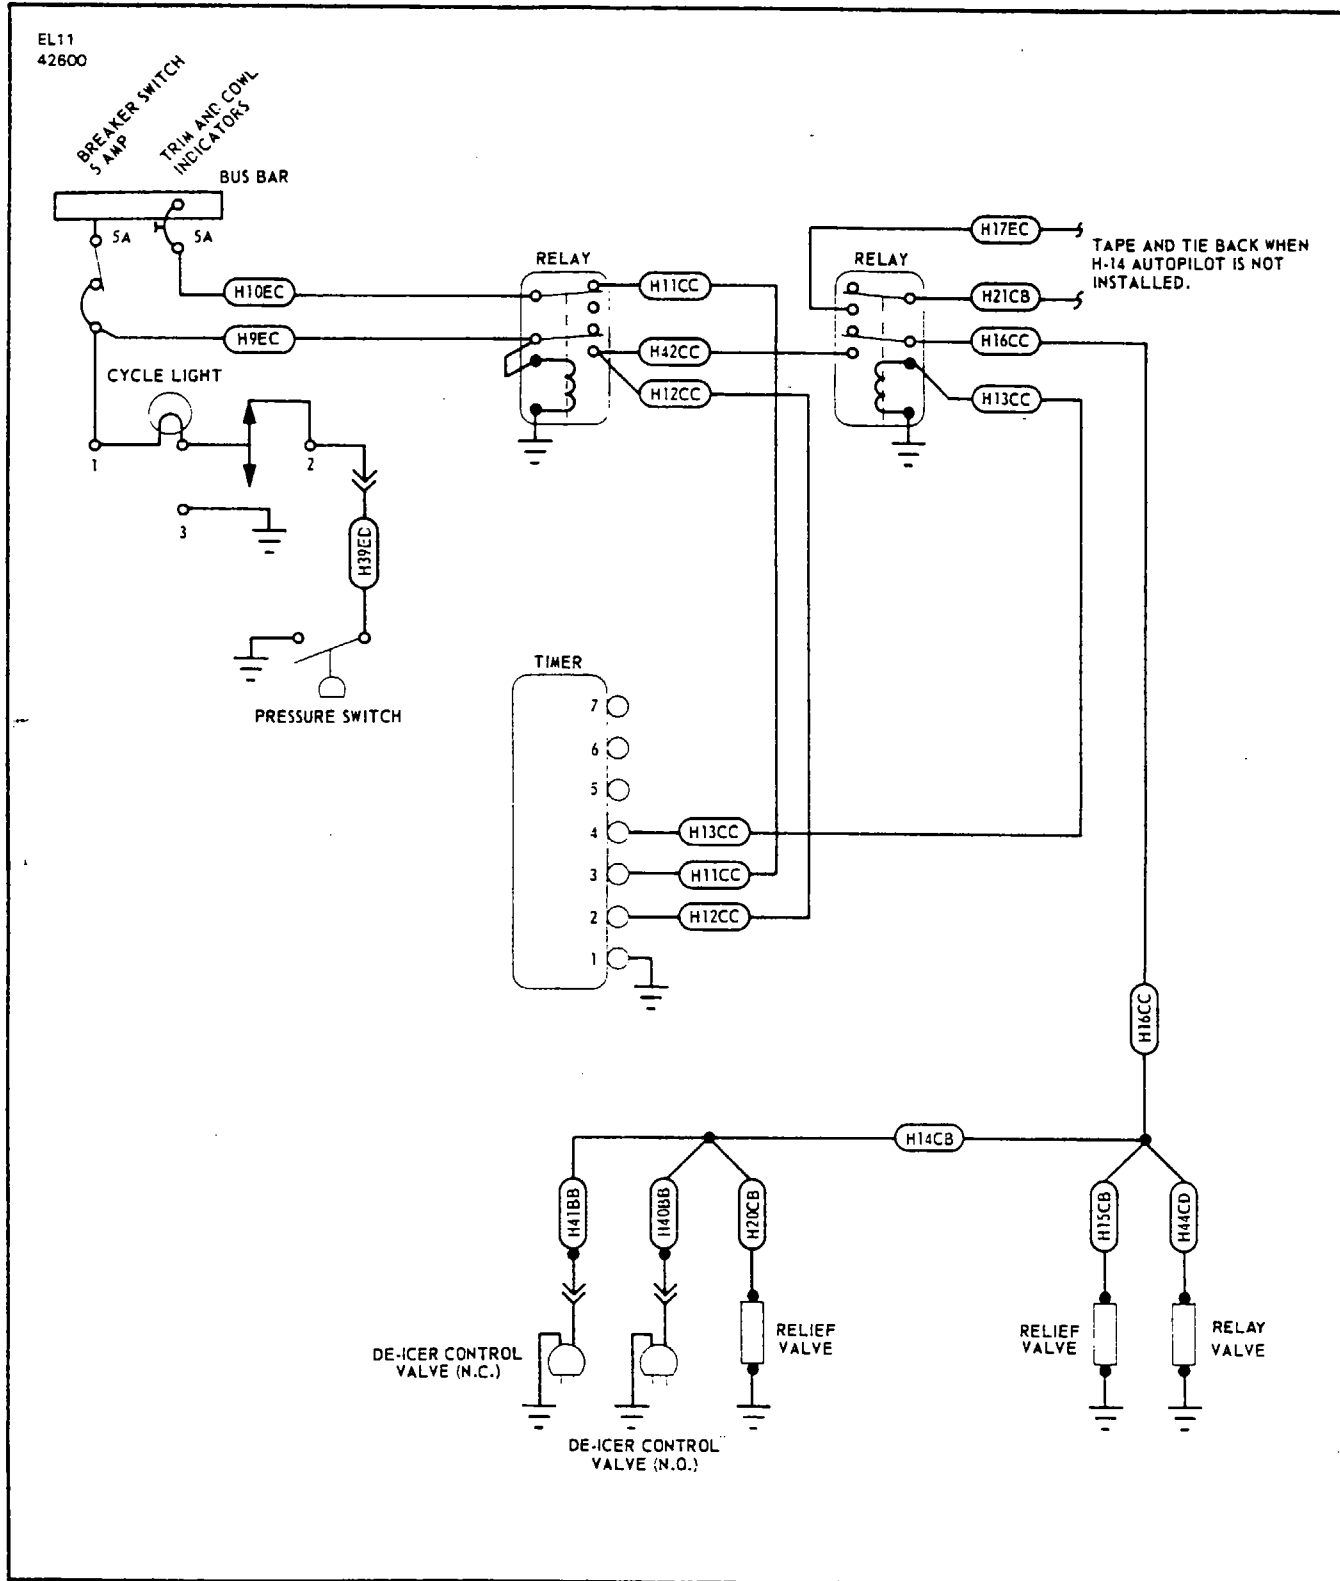 EL11
42600
BREAKER SWITCH
5 AMP
TRIM AND COWL
INDICATORS
BUS BAR
5A
5A
H10EC
H9EC
RELAY
H11CC
H42CC
H12CC
RELAY
H17EC
H21CB
H16CC
H13CC
TAPE AND TIE BACK WHEN
H-14 AUTOPILOT IS NOT
INSTALLED.
CYCLE LIGHT
1
2
3
H39ED
PRESSURE SWITCH
TIMER
7
6
5
4
H13CC
3
H11CC
2
H12CC
1
H16CC
H14CB
H41BB
H40BB
H20CB
H15CB
H44CD
DE-ICER CONTROL
VALVE (N.C.)
RELIEF
VALVE
RELIEF
VALVE
RELAY
VALVE
DE-ICER CONTROL
VALVE (N.O.)